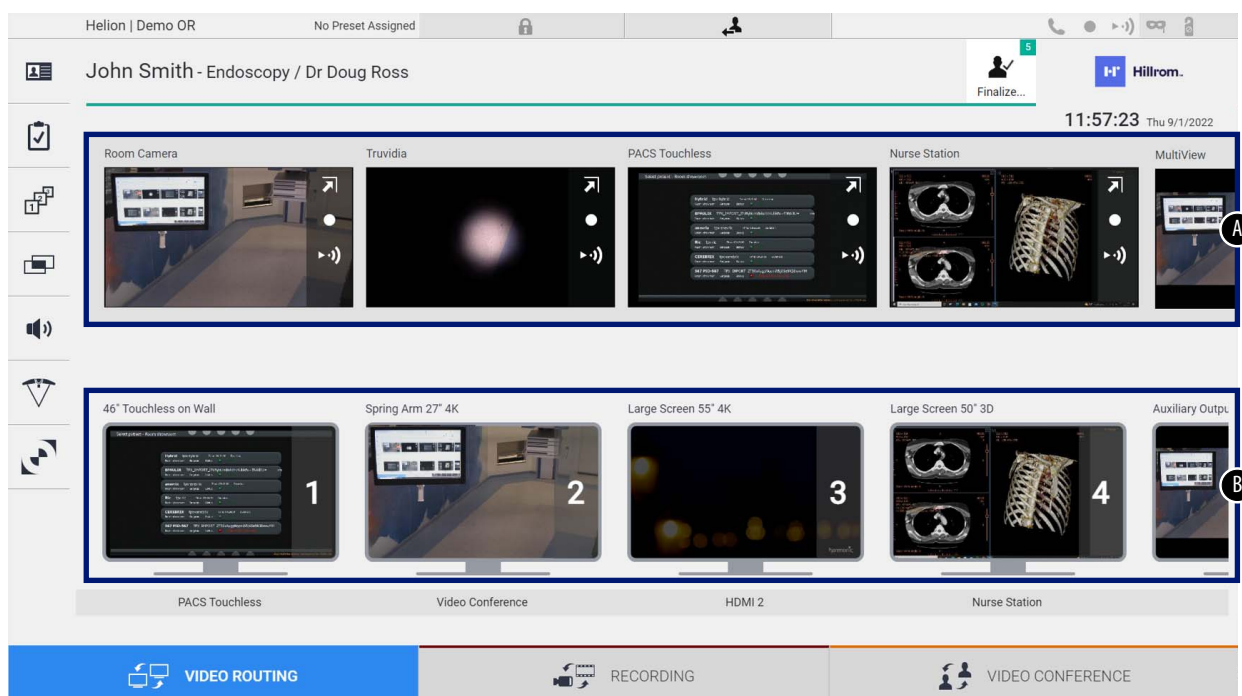 Helion | Demo OR
No Preset Assigned
John Smith - Endoscopy / Dr Doug Ross
5
Finalize...
Hillrom™
11:57:23 Thu 9/1/2022
Room Camera
Truvidia
PACS Touchless
Nurse Station
MultiView
A
46" Touchless on Wall
Spring Arm 27" 4K
Large Screen 55" 4K
Large Screen 50" 3D
Auxiliary Outpu
1
2
3
4
B
PACS Touchless
Video Conference
HDMI 2
Nurse Station
VIDEO ROUTING
RECORDING
VIDEO CONFERENCE